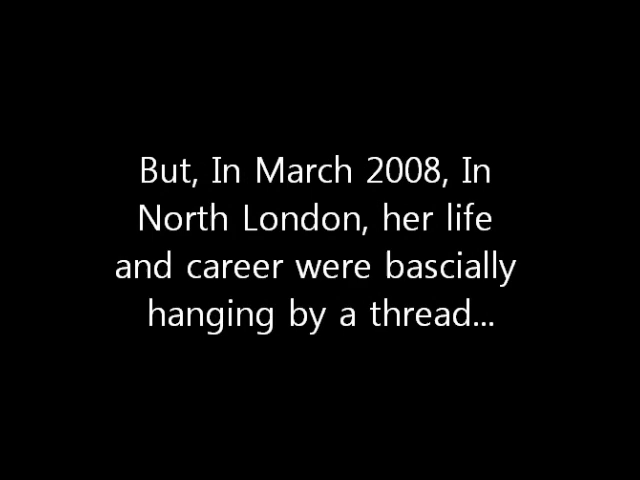 But, In March 2008, In
North London, her life
and career were bascially
hanging by a thread...